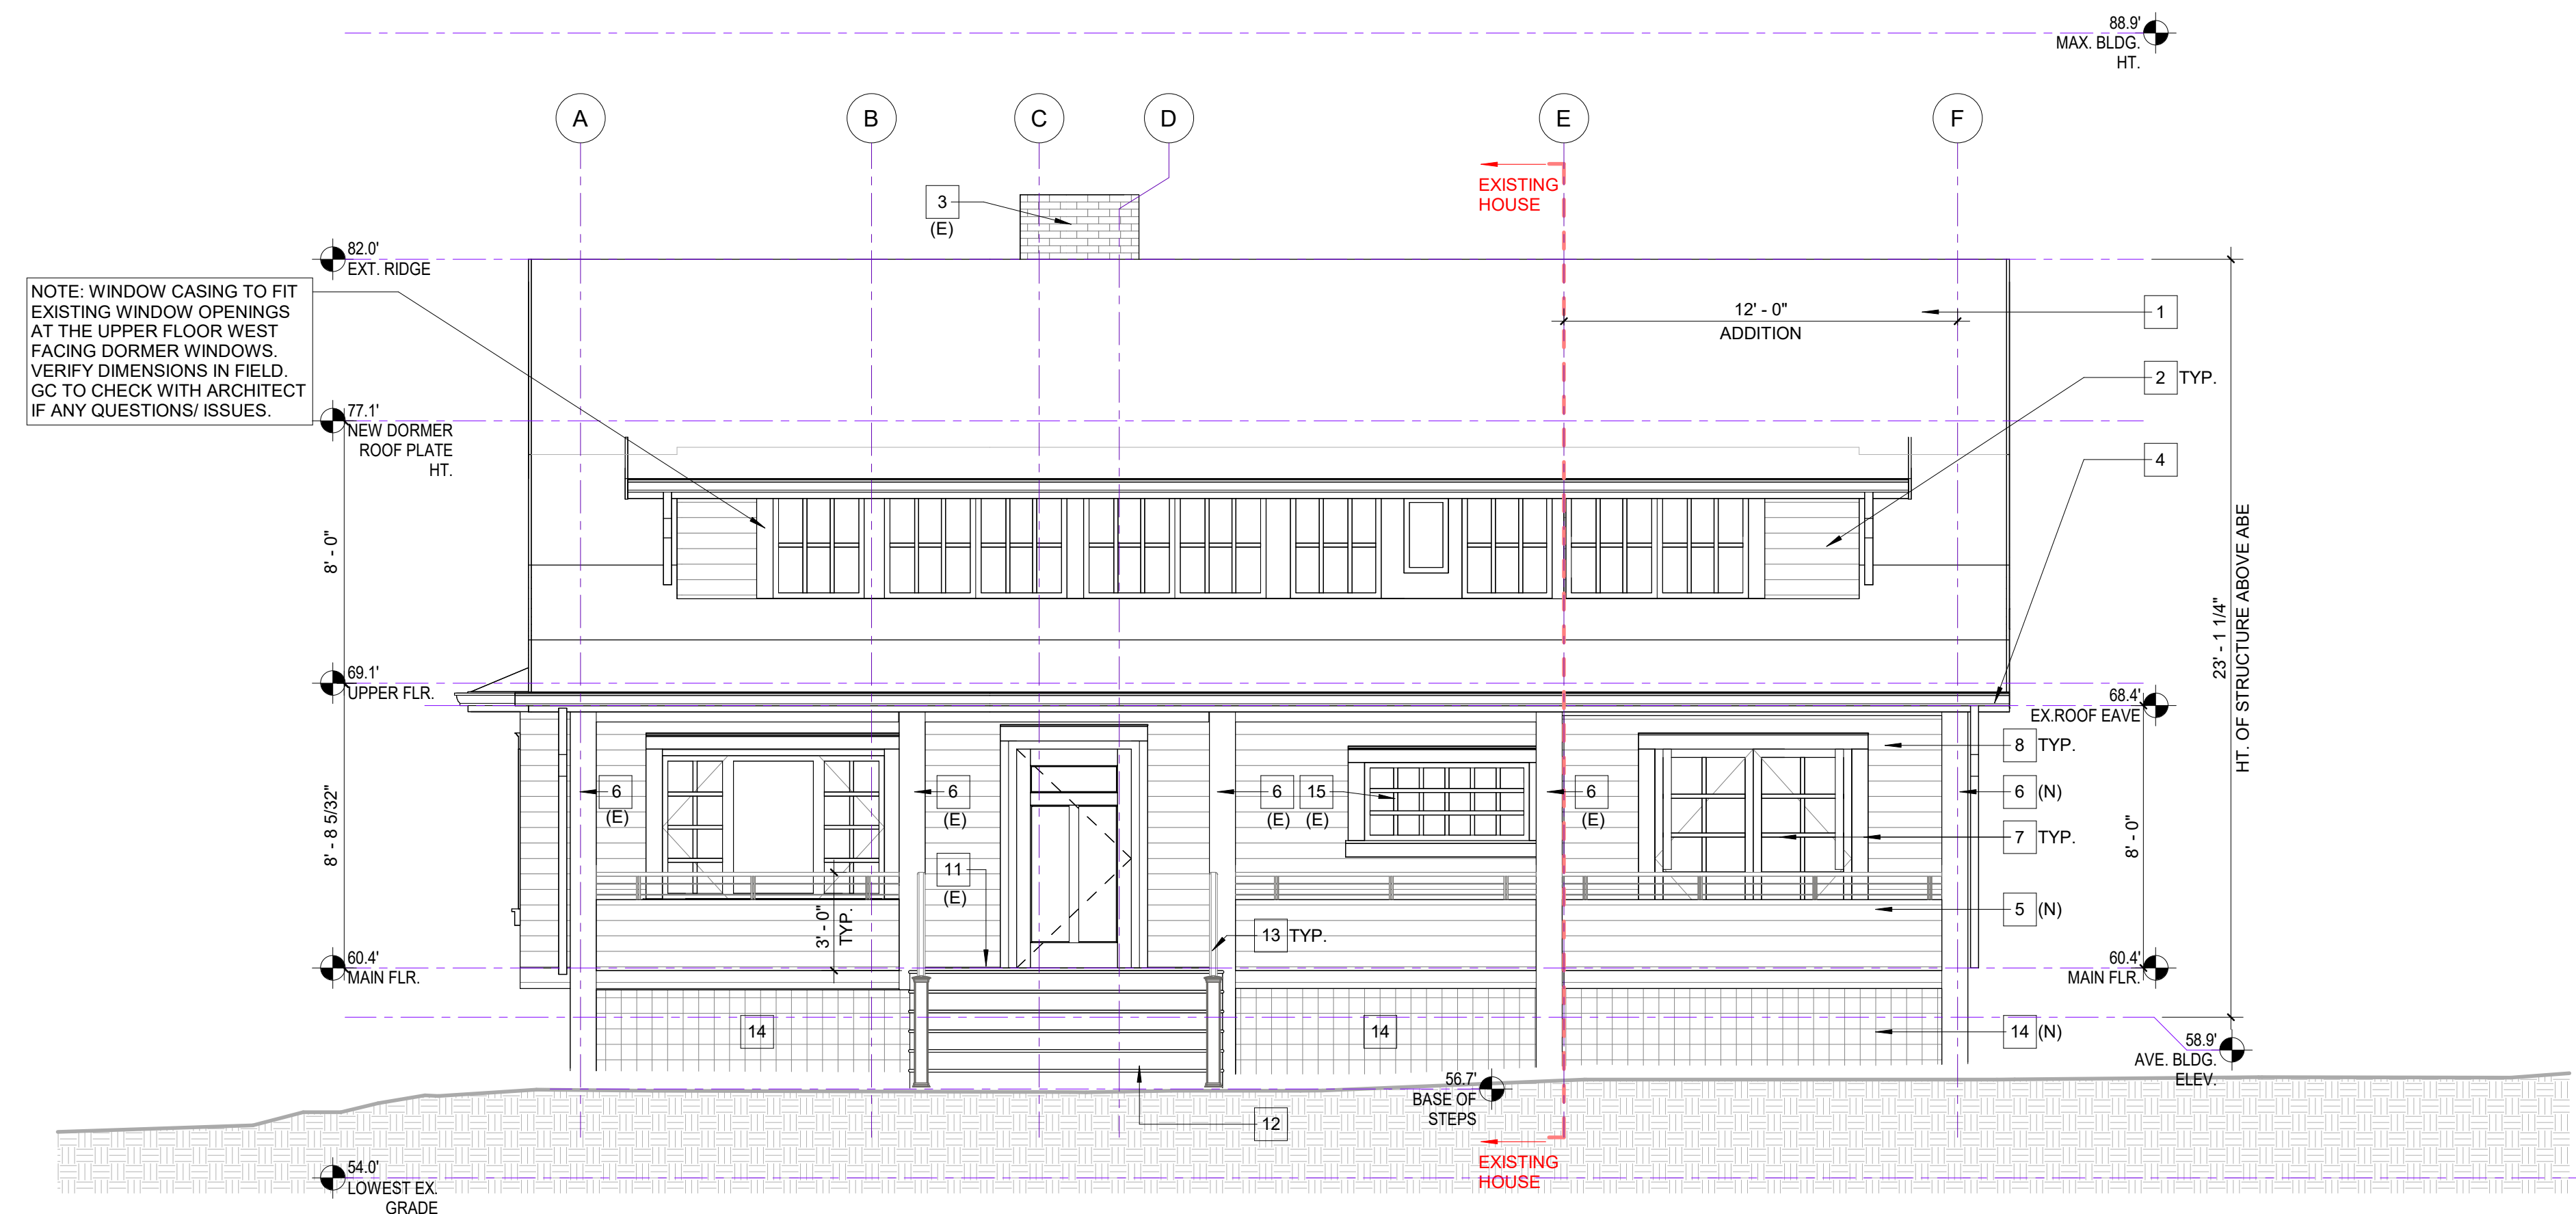 88.9'
MAX. BLDG.
HT.
A
B
C
D
E
F
EXISTING
HOUSE
3
(E)
82.0'
EXT. RIDGE
NOTE: WINDOW CASING TO FIT
EXISTING WINDOW OPENINGS
AT THE UPPER FLOOR WEST
FACING DORMER WINDOWS.
VERIFY DIMENSIONS IN FIELD.
GC TO CHECK WITH ARCHITECT
IF ANY QUESTIONS/ ISSUES.
12' - 0"
ADDITION
1
2 TYP.
4
77.1'
NEW DORMER
ROOF PLATE
HT.
8' - 0"
23' - 1 1/4"
HT. OF STRUCTURE ABOVE ABE
69.1'
UPPER FLR.
68.4'
EX.ROOF EAVE
8 TYP.
6
(E)
6
(E)
6
(E)
15
(E)
6
(E)
6 (N)
7 TYP.
8' - 8 5/32"
8' - 0"
11
(E)
3' - 0"
TYP.
5 (N)
13 TYP.
60.4'
MAIN FLR.
60.4'
MAIN FLR.
14
14
14 (N)
58.9'
AVE. BLDG.
ELEV.
56.7'
BASE OF
STEPS
12
EXISTING
HOUSE
54.0'
LOWEST EX.
GRADE